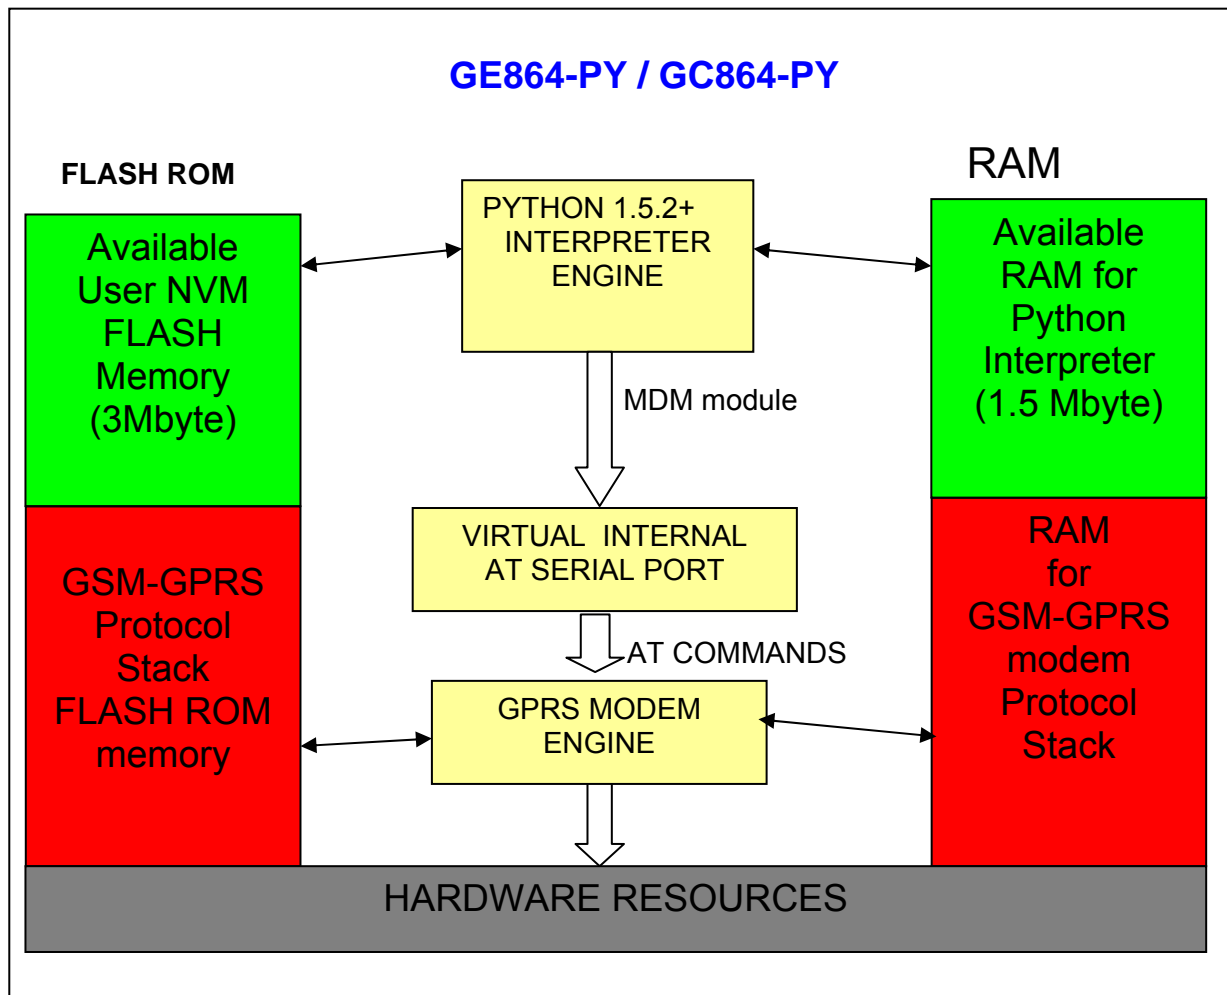 GE864-PY / GC864-PY
FLASH ROM
RAM
Available
User NVM
FLASH
Memory
(3Mbyte)
PYTHON 1.5.2+
INTERPRETER
ENGINE
Available
RAM for
Python
Interpreter
(1.5 Mbyte)
MDM module
VIRTUAL INTERNAL
AT SERIAL PORT
AT COMMANDS
GSM-GPRS
Protocol
Stack
FLASH ROM
memory
GPRS MODEM
ENGINE
RAM
for
GSM-GPRS
modem
Protocol
Stack
HARDWARE RESOURCES